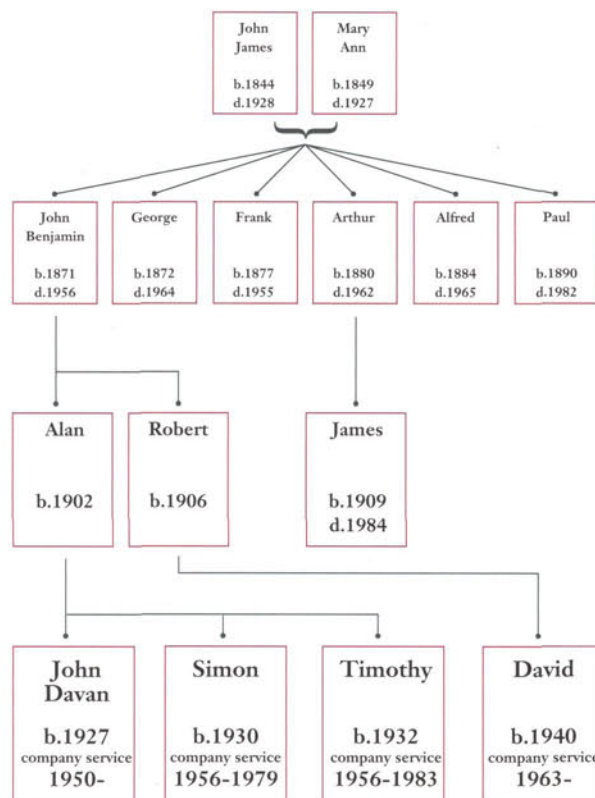 John
James
b.1844
d.1928
Mary
Ann
b.1849
d.1927
John
Benjamin
b.1871
d.1956
George
b.1872
d.1964
Frank
b.1877
d.1955
Arthur
b.1880
d.1962
Alfred
b.1884
d.1965
Paul
b.1890
d.1982
Alan
b.1902
Robert
b.1906
James
b.1909
d.1984
John
Davan
b.1927
company service
1950-
Simon
b.1930
company service
1956-1979
Timothy
b.1932
company service
1956-1983
David
b.1940
company service
1963-